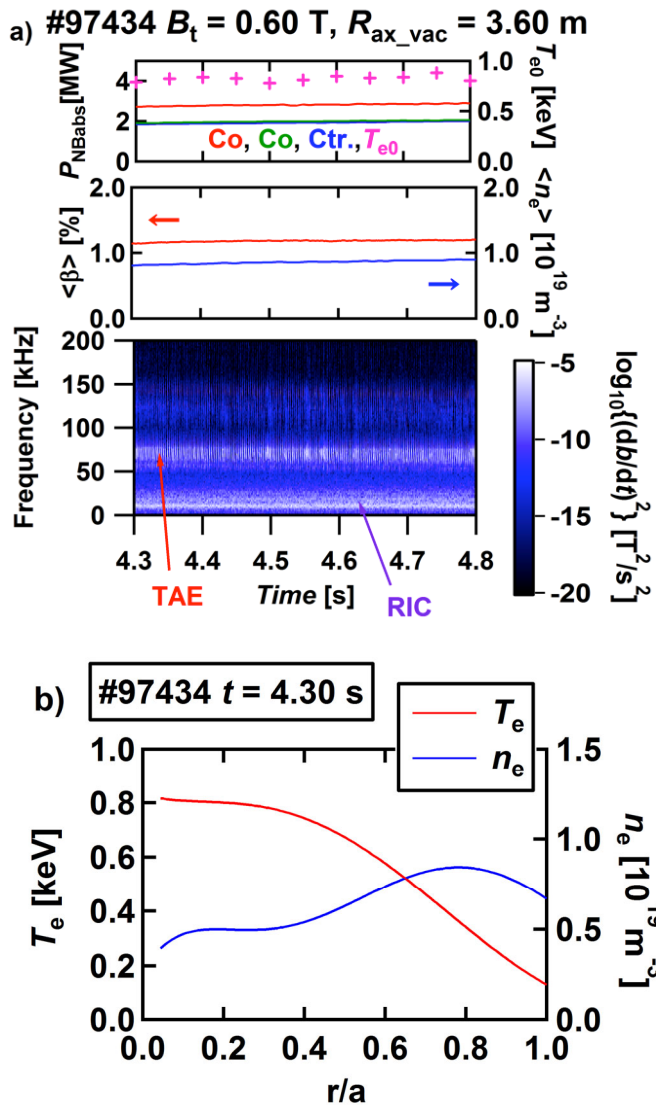 a) #97434 Bt = 0.60 T, Rax_vac = 3.60 m
PNBabs[MW]
4
2
0
Co, Co, Ctr.,Te0
1.0
0.5
0.0
Te0 [keV]
<β> [%]
2.0
1.0
0.0
2.0
1.0
0.0
<ne> [10^19 m^-3]
Frequency [kHz]
200
150
100
50
0
4.3 4.4 4.5 4.6 4.7 4.8
TAE
Time [s]
RIC
-5
-10
-15
-20
log10{(db/dt)^2} [T^2/s^2]
b) #97434 t = 4.30 s
Te
ne
Te [keV]
1.0
0.8
0.6
0.4
0.2
0.0
1.5
1.0
0.5
0.0
ne [10^19 m^-3]
0.0 0.2 0.4 0.6 0.8 1.0
r/a